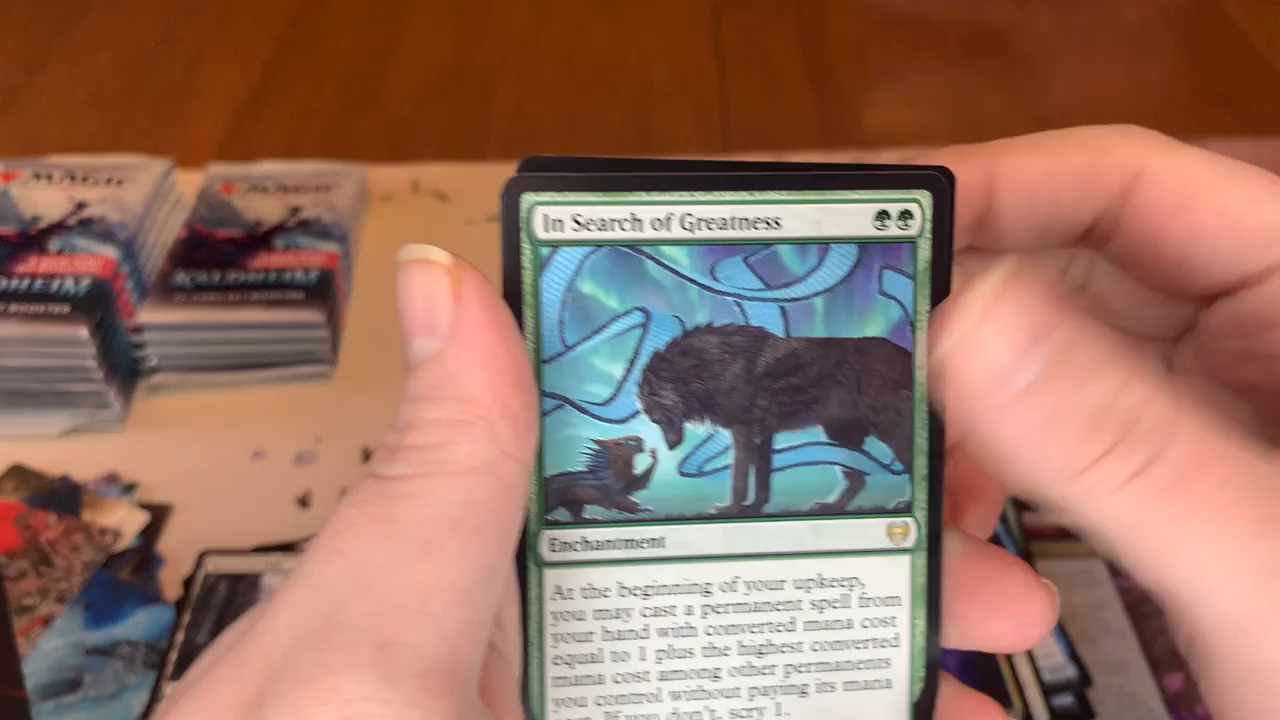 MAGIC
MAGIC
KALDHEIM
In Search of Greatness
Enchantment
At the beginning of your upkeep,
you may cast a permanent spell from
your hand with converted mana cost
equal to 1 plus the highest converted
mana cost among other permanents
you control without paying its mana
If you don't, scry 1.